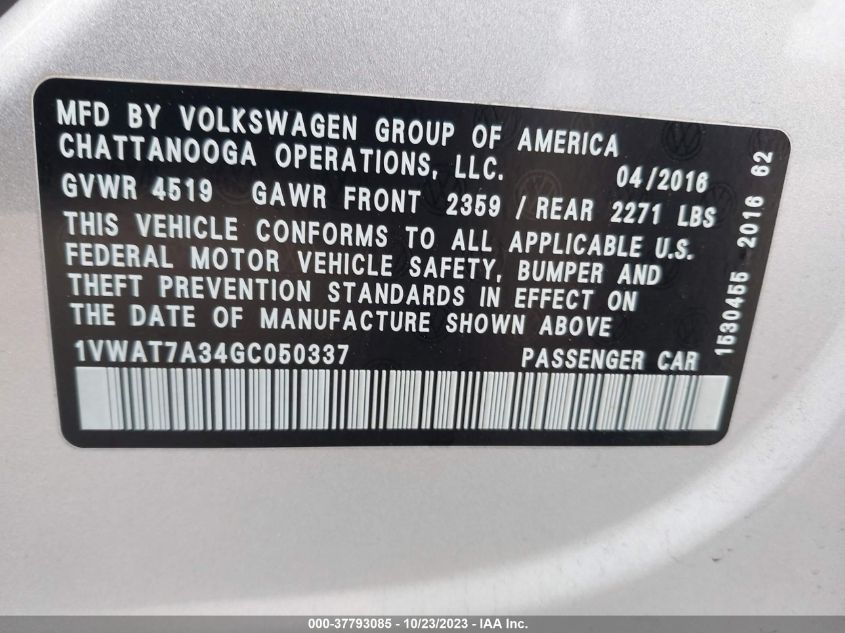 MFD BY VOLKSWAGEN GROUP OF AMERICA
CHATTANOOGA OPERATIONS, LLC. 04/2016
GVWR 4519 GAWR FRONT 2359 / REAR 2271 LBS
THIS VEHICLE CONFORMS TO ALL APPLICABLE U.S.
FEDERAL MOTOR VEHICLE SAFETY, BUMPER AND
THEFT PREVENTION STANDARDS IN EFFECT ON
THE DATE OF MANUFACTURE SHOWN ABOVE
1VWAT7A34GC050337 PASSENGER CAR
1530455 2016 62
000-37793085 - 10/23/2023 - IAA Inc.